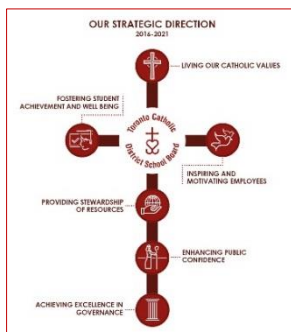 OUR STRATEGIC DIRECTION
2016-2021
LIVING OUR CATHOLIC VALUES
FOSTERING STUDENT
ACHIEVEMENT AND WELL BEING
Toronto Catholic
District School Board
INSPIRING AND
MOTIVATING EMPLOYEES
PROVIDING STEWARDSHIP
OF RESOURCES
ENHANCING PUBLIC
CONFIDENCE
ACHIEVING EXCELLENCE IN
GOVERNANCE